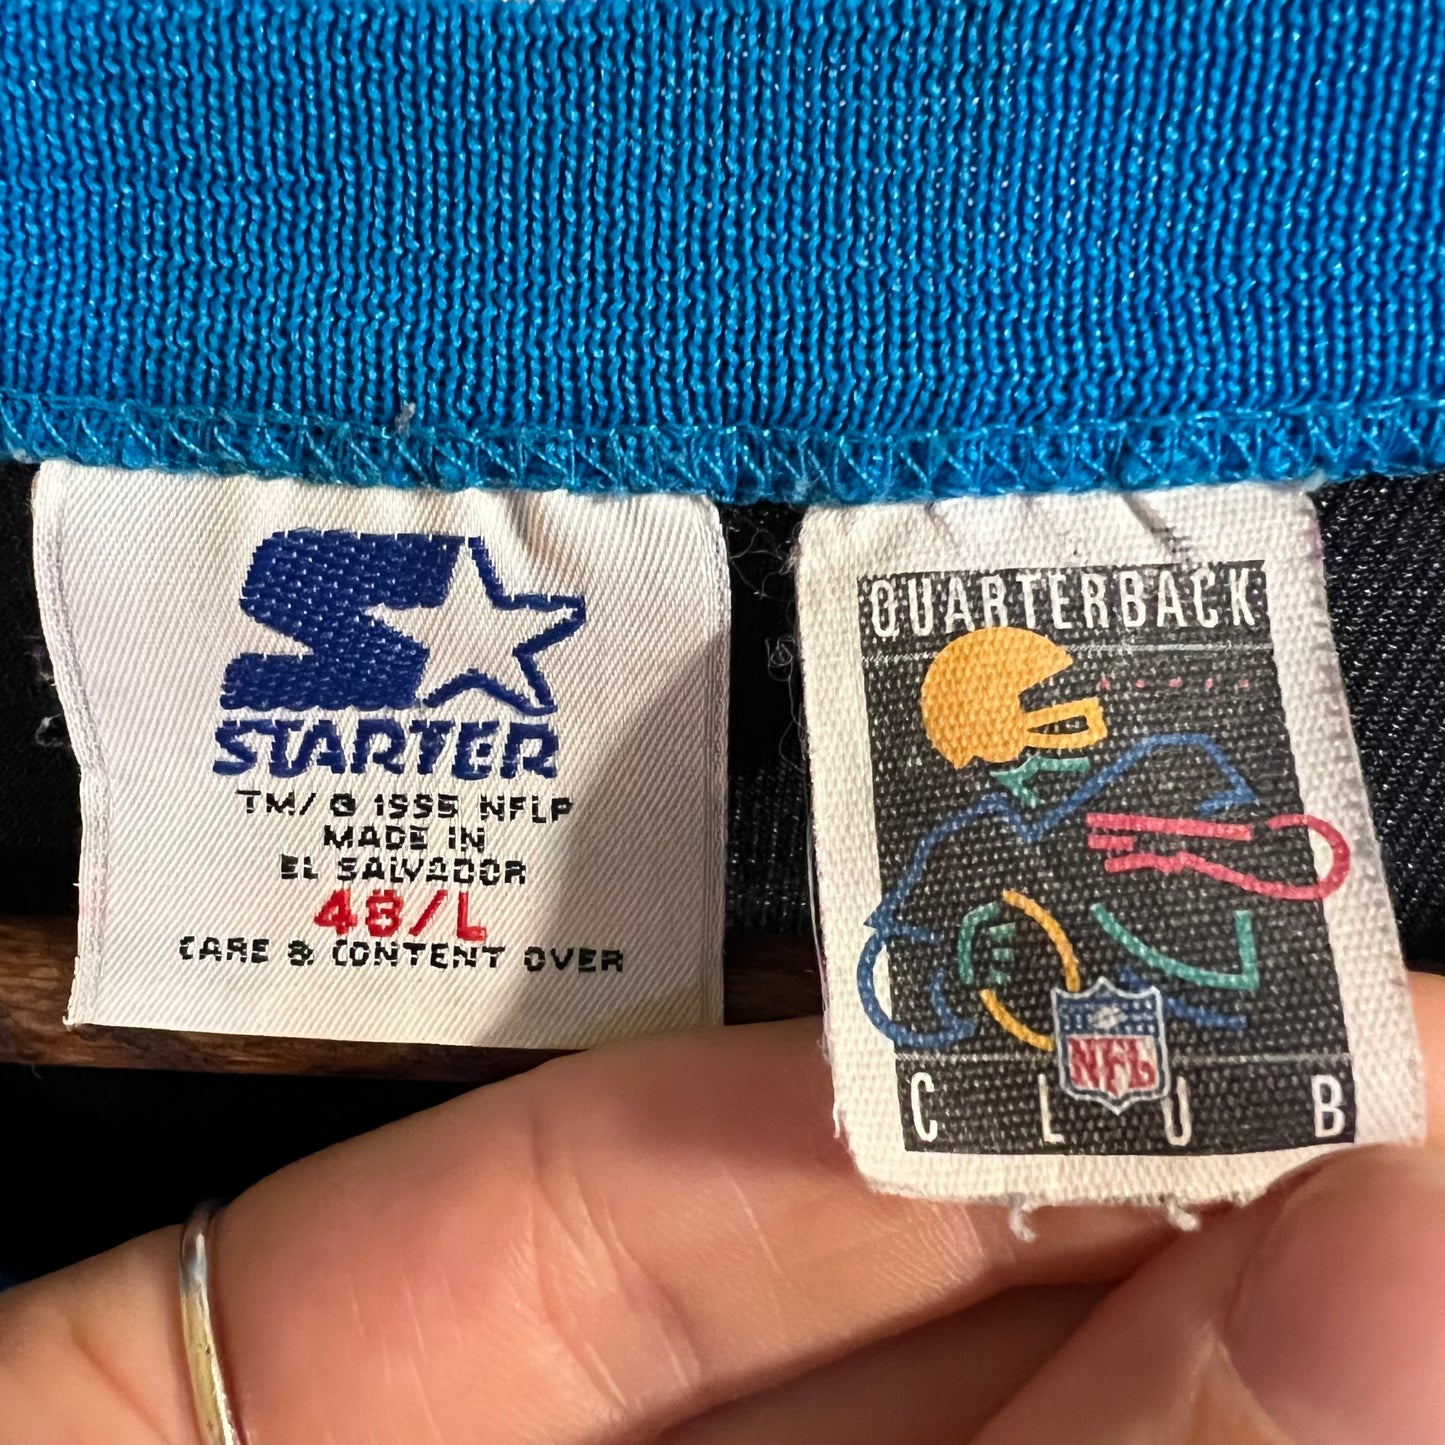 STARTER
TM/ © 1995 NFLP
MADE IN
EL SALVADOR
48/L
CARE & CONTENT OVER
QUARTERBACK
NFL
CLUB